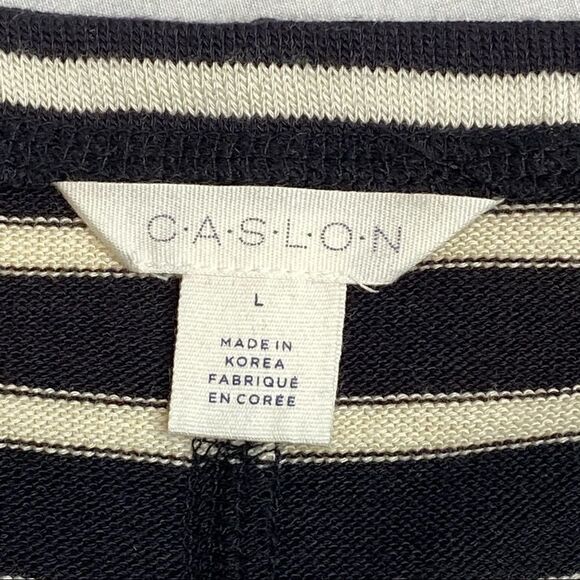 C·A·S·L·O·N
L
MADE IN
KOREA
FABRIQUÉ
EN CORÉE